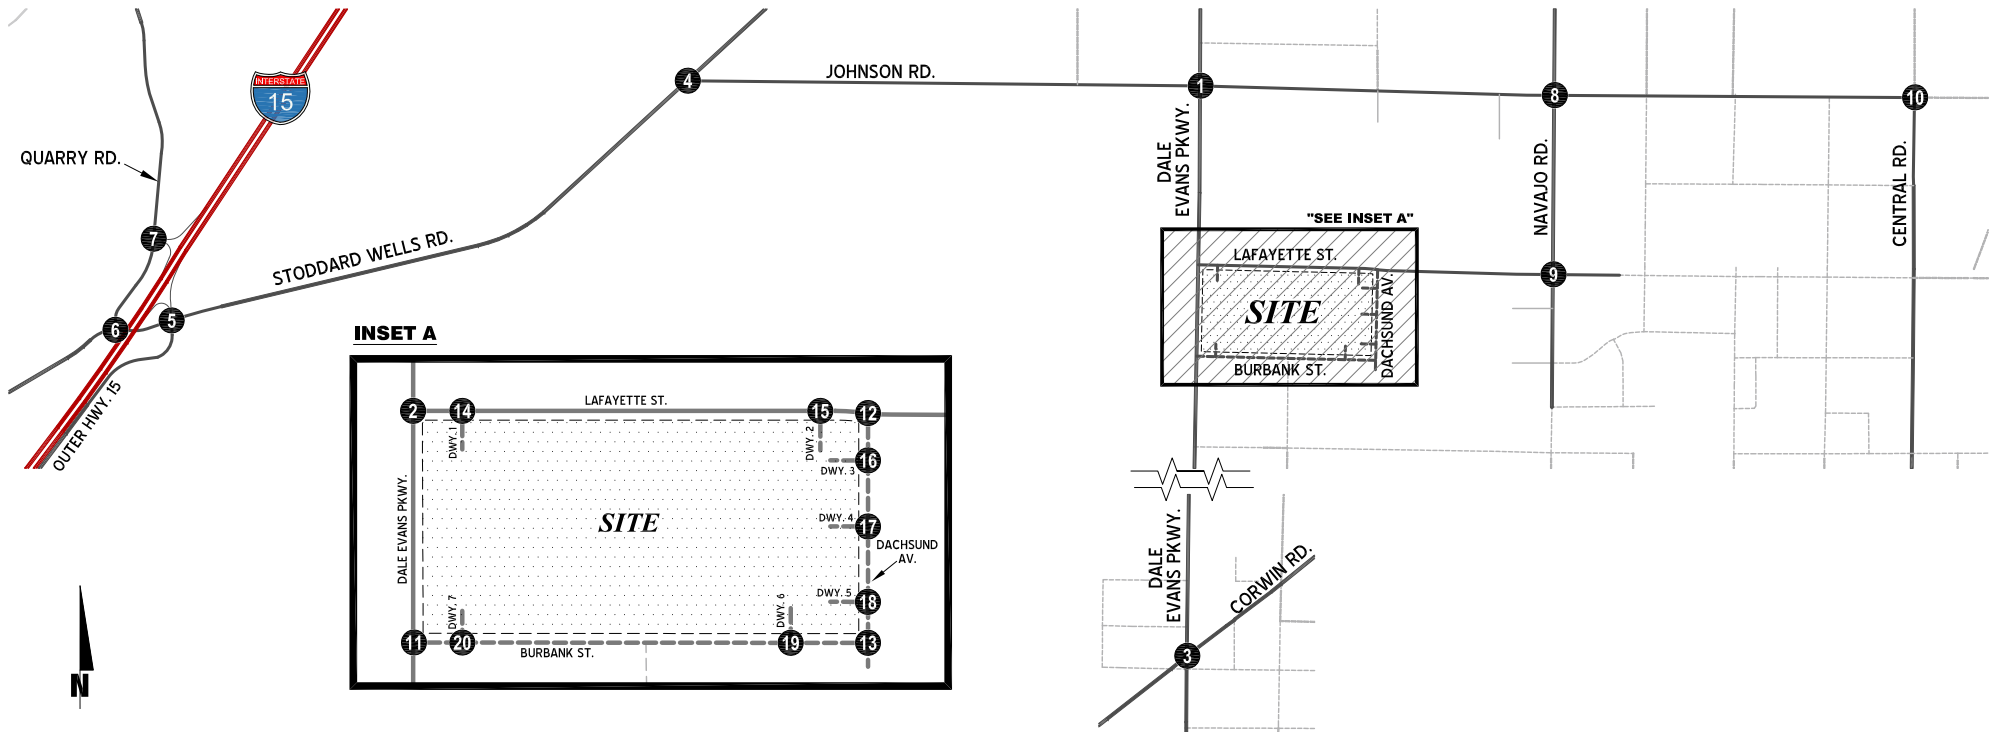 INTERSTATE
15
4
JOHNSON RD.
1
8
10
QUARRY RD.
DALE
EVANS PKWY.
NAVAJO RD.
CENTRAL RD.
"SEE INSET A"
7
STODDARD WELLS RD.
LAFAYETTE ST.
9
SITE
DACHSUND AV.
BURBANK ST.
6
5
OUTER HWY. 15
INSET A
2
14
LAFAYETTE ST.
15
12
DWY. 1
DWY. 2
16
DWY. 3
DALE EVANS PKWY.
SITE
DWY. 4
17
DACHSUND
AV.
DWY. 5
18
DWY. 7
DWY. 6
11
20
BURBANK ST.
19
13
N
DALE
EVANS PKWY.
CORWIN RD.
3